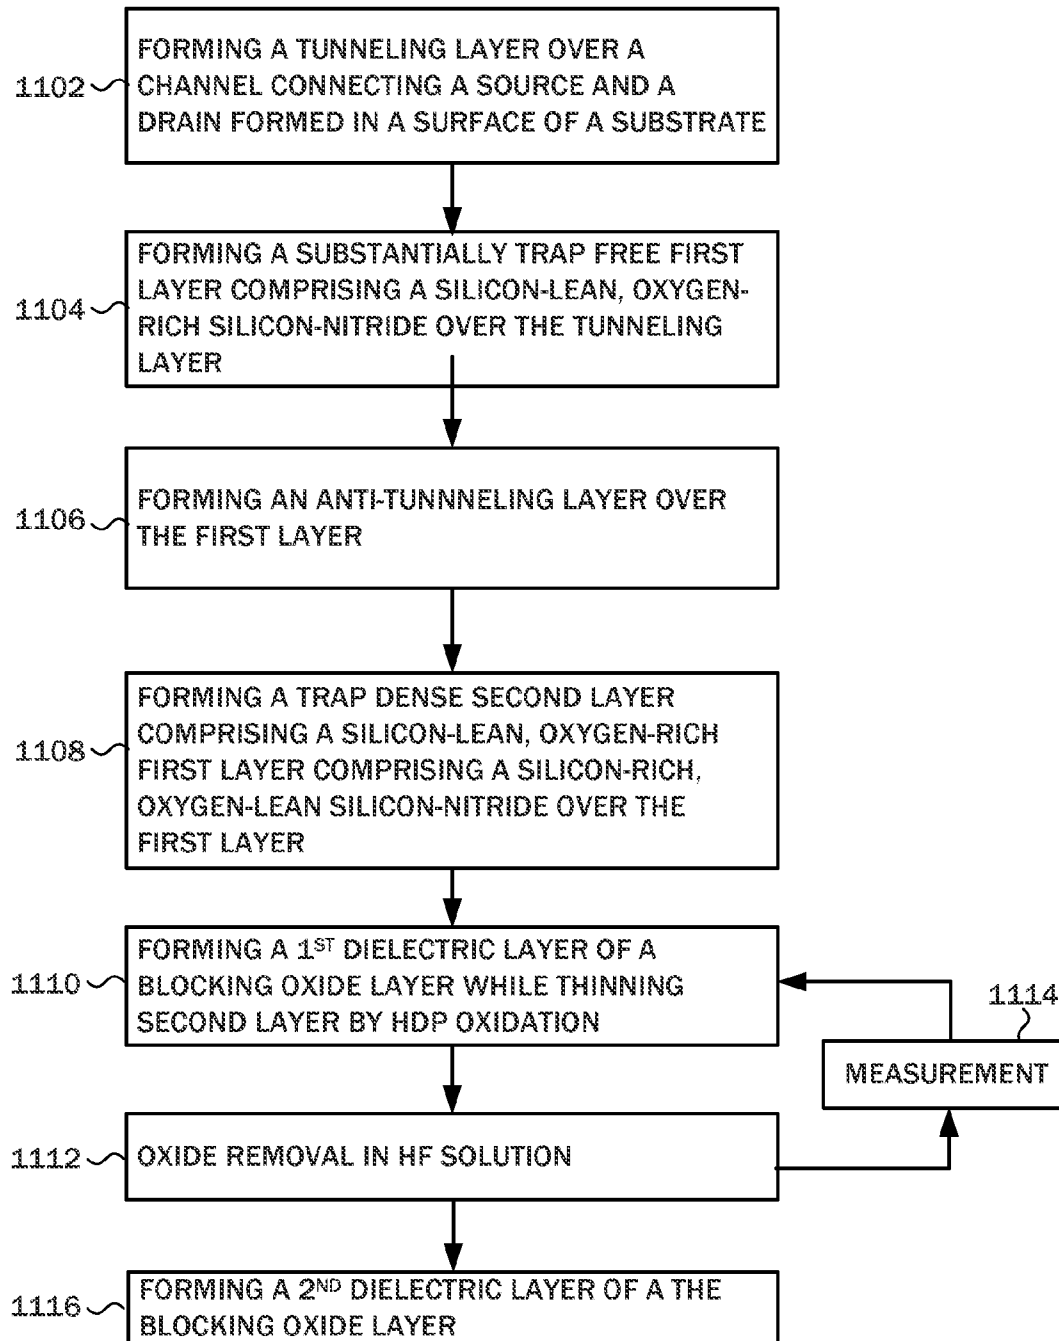 1102
FORMING A TUNNELING LAYER OVER A
CHANNEL CONNECTING A SOURCE AND A
DRAIN FORMED IN A SURFACE OF A SUBSTRATE
1104
FORMING A SUBSTANTIALLY TRAP FREE FIRST
LAYER COMPRISING A SILICON-LEAN, OXYGEN-
RICH SILICON-NITRIDE OVER THE TUNNELING
LAYER
1106
FORMING AN ANTI-TUNNNELING LAYER OVER
THE FIRST LAYER
1108
FORMING A TRAP DENSE SECOND LAYER
COMPRISING A SILICON-LEAN, OXYGEN-RICH
FIRST LAYER COMPRISING A SILICON-RICH,
OXYGEN-LEAN SILICON-NITRIDE OVER THE
FIRST LAYER
1110
FORMING A 1ST DIELECTRIC LAYER OF A
BLOCKING OXIDE LAYER WHILE THINNING
SECOND LAYER BY HDP OXIDATION
1114
MEASUREMENT
1112
OXIDE REMOVAL IN HF SOLUTION
1116
FORMING A 2ND DIELECTRIC LAYER OF A THE
BLOCKING OXIDE LAYER